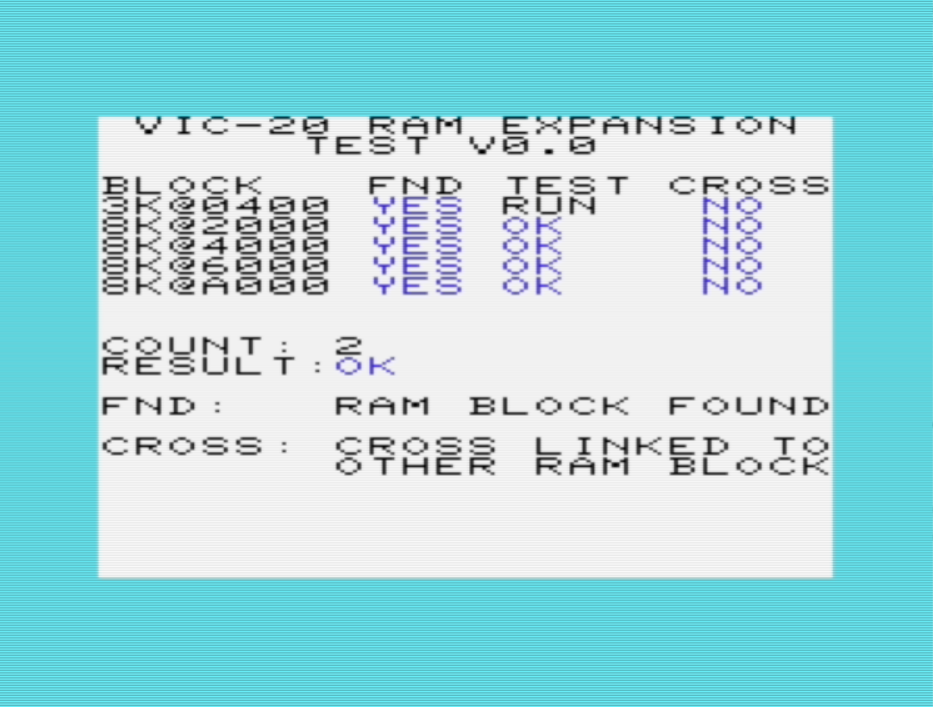 VIC-20 RAM EXPANSION
TEST V0.0
BLOCK FND TEST CROSS
3K@0400 YES RUN NO
8K@2000 YES OK NO
8K@4000 YES OK NO
8K@6000 YES OK NO
8K@A000 YES OK NO
COUNT: 2
RESULT:OK
FND: RAM BLOCK FOUND
CROSS: CROSS LINKED TO
OTHER RAM BLOCK